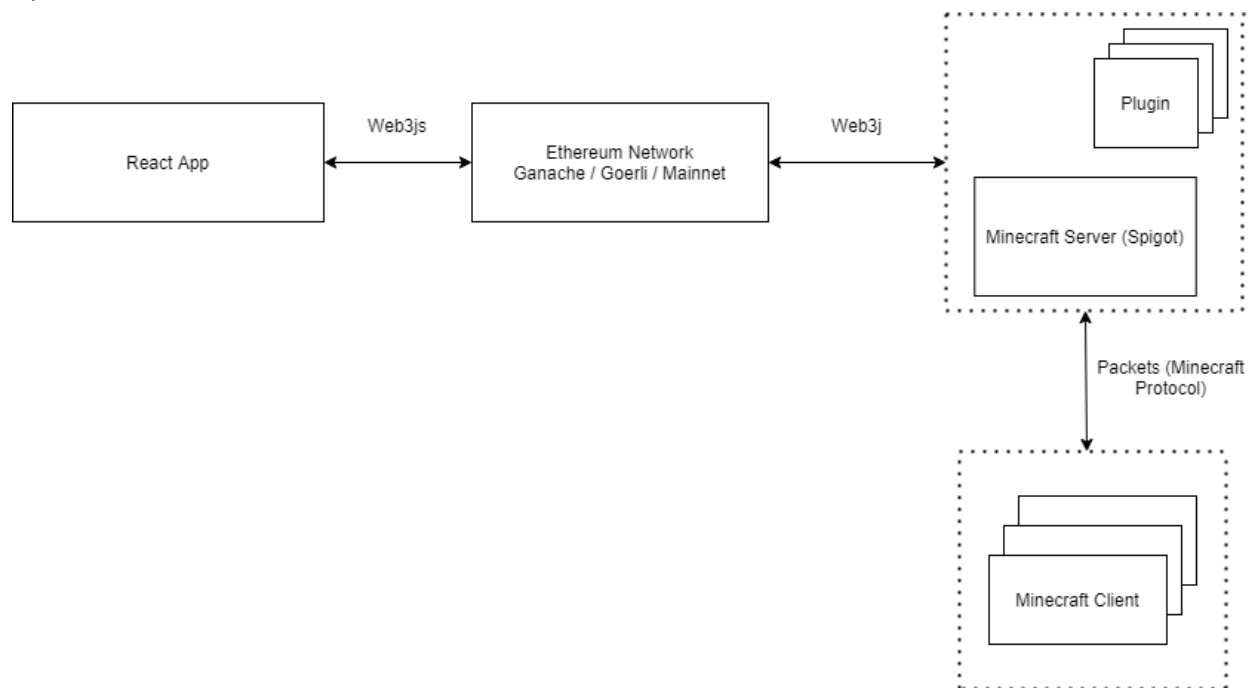 Plugin
Web3js
Web3j
React App
Ethereum Network
Ganache / Goerli / Mainnet
Minecraft Server (Spigot)
Packets (Minecraft
Protocol)
Minecraft Client